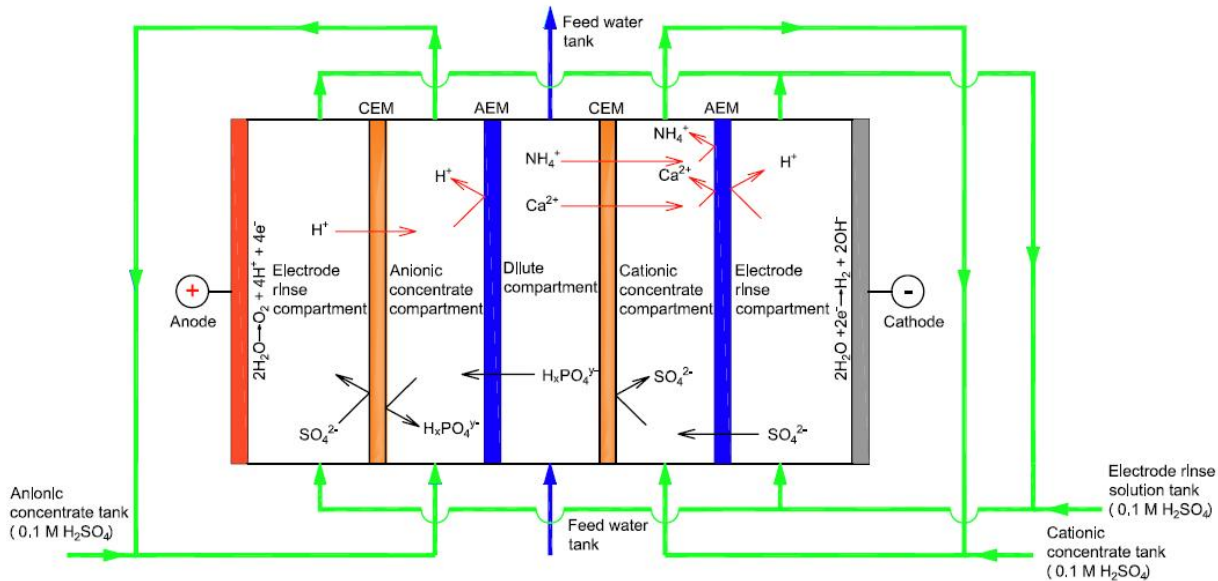 Feed water
tank
CEM
AEM
CEM
AEM
NH₄⁺
NH₄⁺
H⁺
H⁺
Ca²⁺
Ca²⁺
H⁺
2H₂O→O₂ + 4H⁺ + 4e⁻
Electrode
rinse
compartment
Anionic
concentrate
compartment
Dilute
compartment
Cationic
concentrate
compartment
Electrode
rinse
compartment
2H₂O +2e⁻→H₂ + 2OH⁻
+
Anode
-
Cathode
HₓPO₄ʸ⁻
SO₄²⁻
SO₄²⁻
HₓPO₄ʸ⁻
SO₄²⁻
Anionic
concentrate tank
( 0.1 M H₂SO₄)
Feed water
tank
Electrode rinse
solution tank
(0.1 M H₂SO₄)
Cationic
concentrate tank
( 0.1 M H₂SO₄)